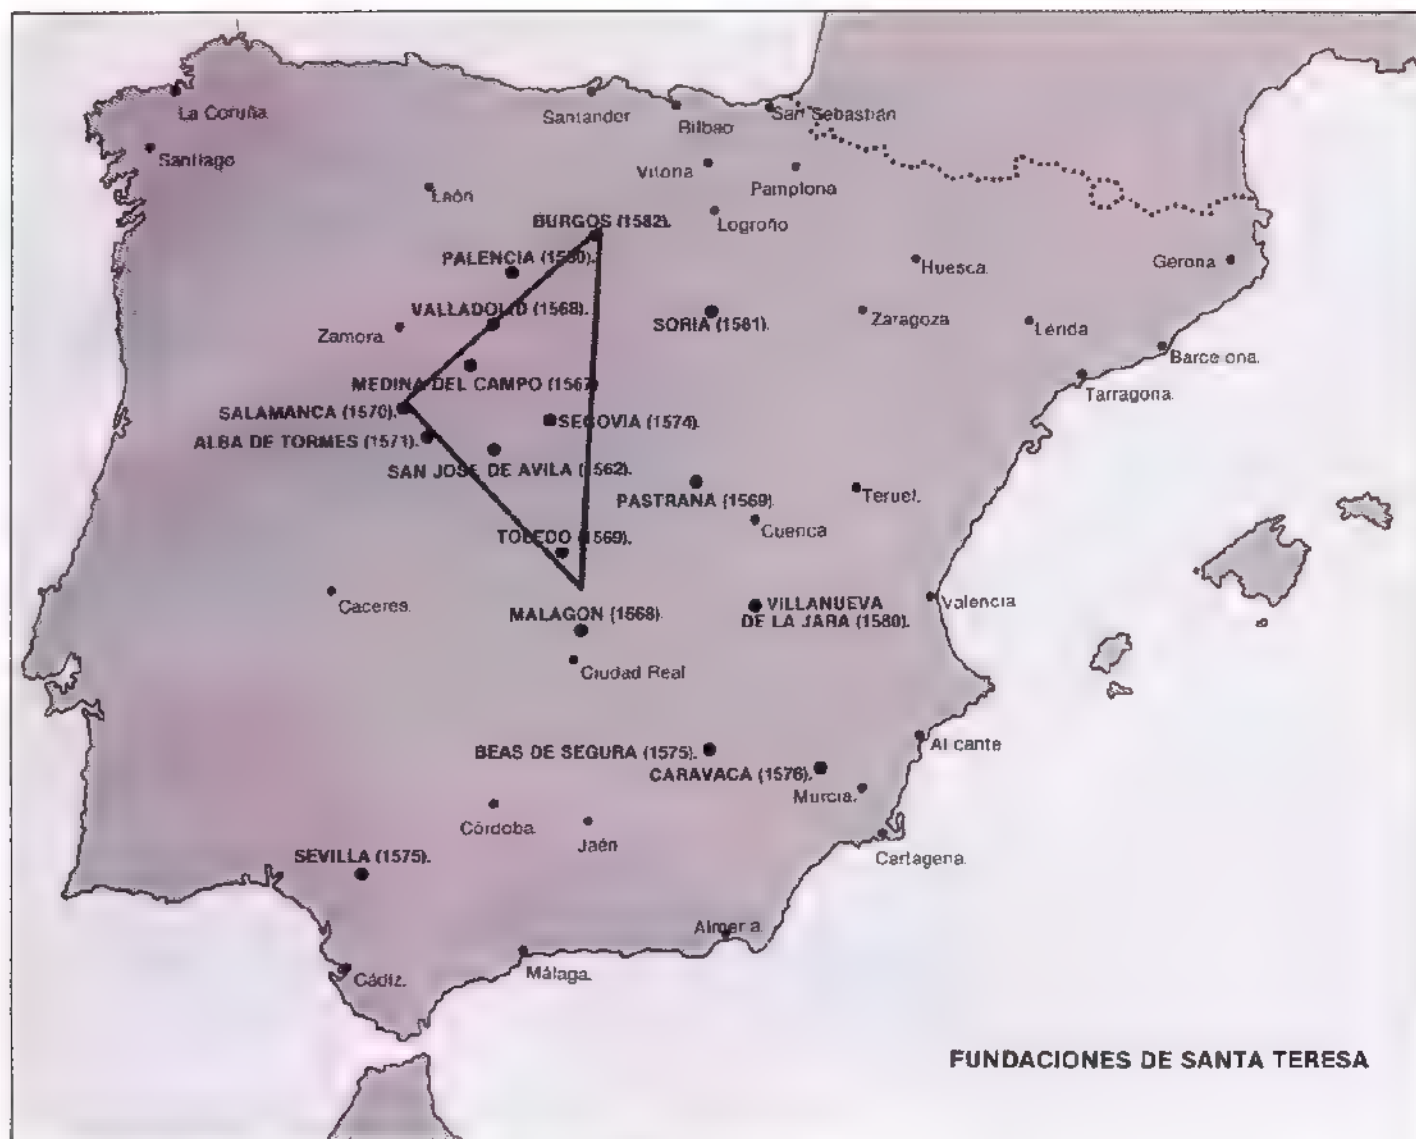 La Coruña.
Santander
Bilbao
San Sebastián
Santiago
Vitoria
Pamplona
León
BURGOS (1582).
Logroño
PALENCIA (1580).
Huesca.
Gerona
VALLADOLID (1568).
SORIA (1581).
Zaragoza
Lérida
Zamora.
Barcelona.
MEDINA DEL CAMPO (1567
Tarragona.
SALAMANCA (1570).
SEGOVIA (1574).
ALBA DE TORMES (1571).
SAN JOSE DE AVILA (1562).
PASTRANA (1569).
Teruel.
Cuenca
TOLEDO (1569).
Caceres.
MALAGON (1568).
VILLANUEVA
DE LA JARA (1580).
Valencia
Ciudad Real
BEAS DE SEGURA (1575).
Alicante
CARAVACA (1576).
Murcia.
Córdoba
Jaén
SEVILLA (1575).
Cartagena.
Almería.
Cádiz.
Málaga.
FUNDACIONES DE SANTA TERESA